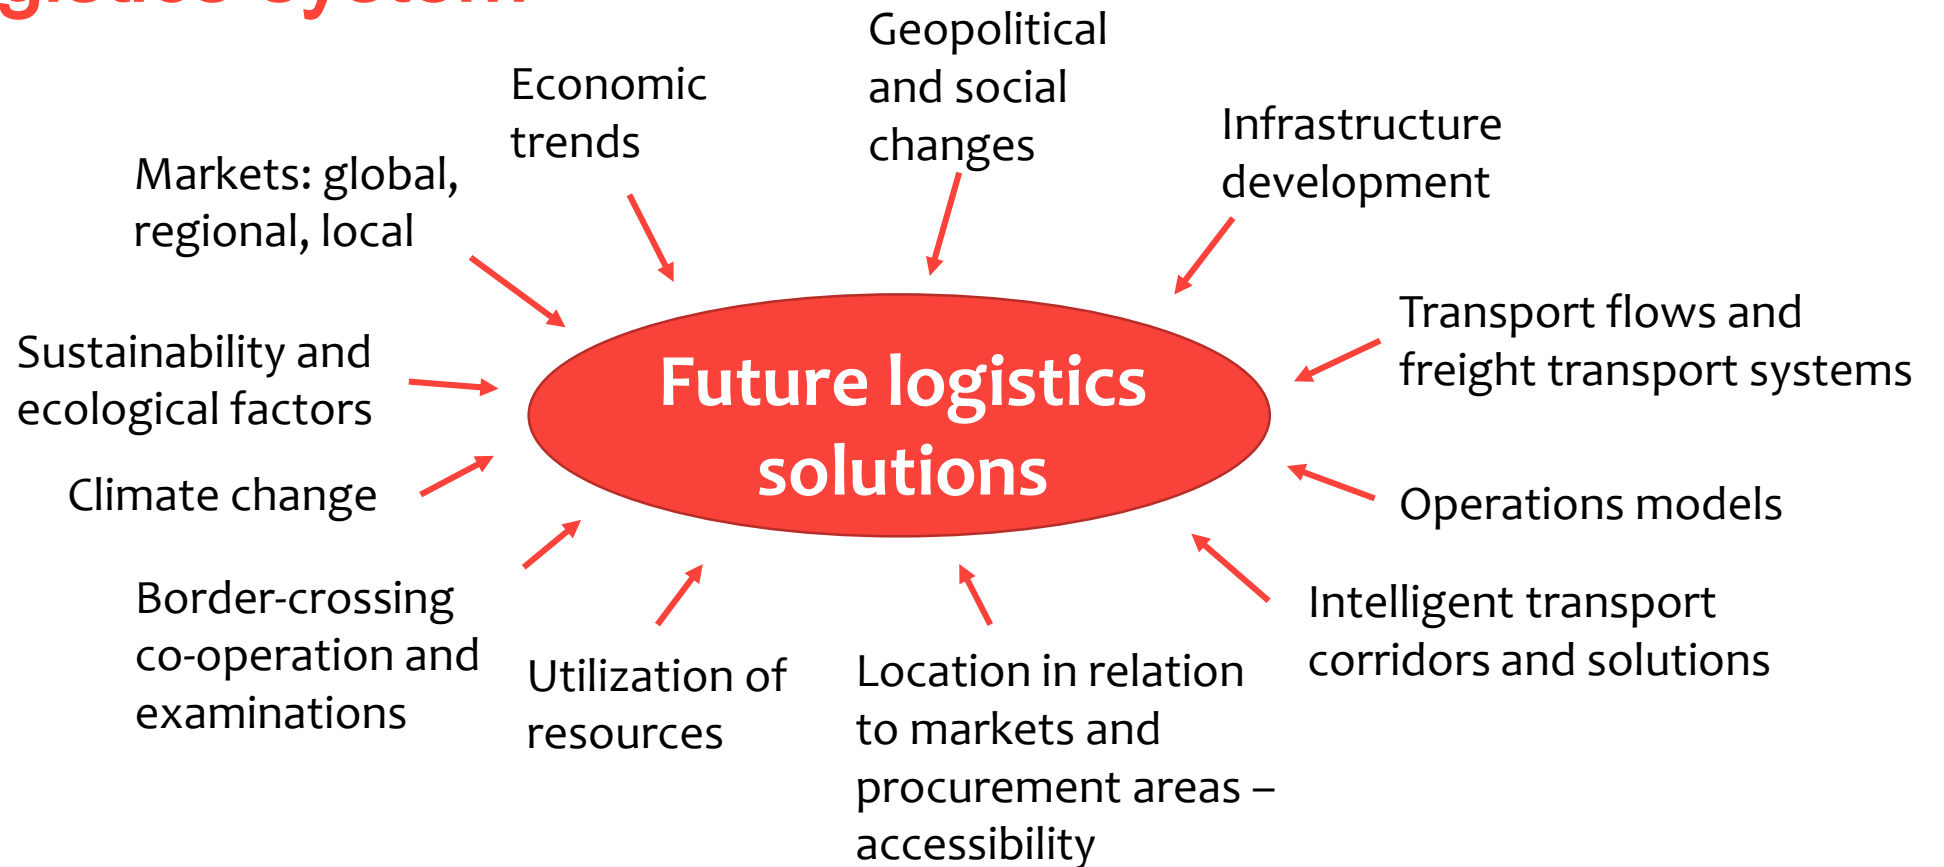 gistics system
Geopolitical
and social
changes
Economic
trends
Infrastructure
development
Markets: global,
regional, local
Transport flows and
freight transport systems
Sustainability and
ecological factors
Future logistics
solutions
Climate change
Operations models
Border-crossing
co-operation and
examinations
Intelligent transport
corridors and solutions
Utilization of
resources
Location in relation
to markets and
procurement areas –
accessibility